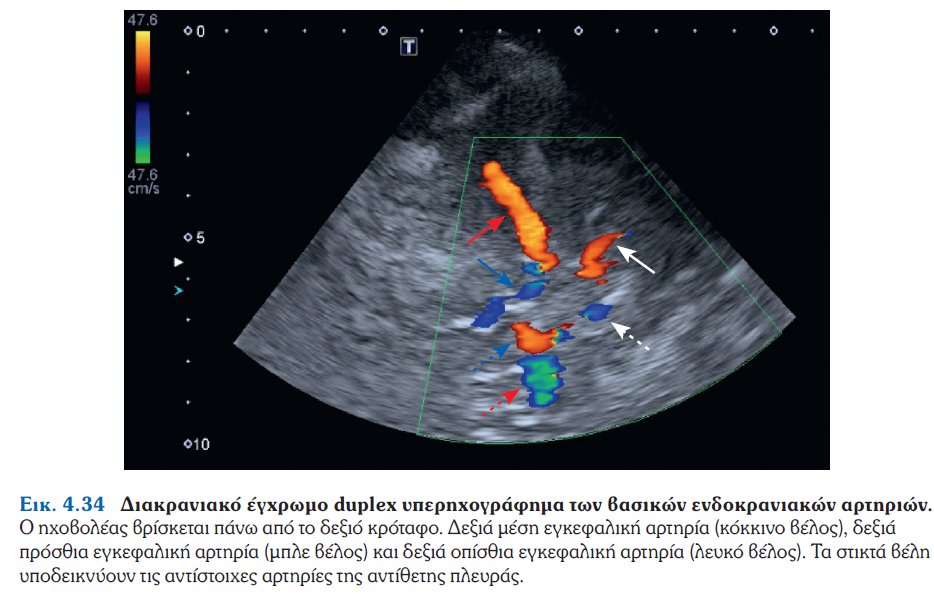 47.6
47.6
cm/s
0
T
5
10
Εικ. 4.34 Διακρανιακό έγχρωμο duplex υπερηχογράφημα των βασικών ενδοκρανιακών αρτηριών.
Ο ηχοβολέας βρίσκεται πάνω από το δεξιό κρόταφο. Δεξιά μέση εγκεφαλική αρτηρία (κόκκινο βέλος), δεξιά
πρόσθια εγκεφαλική αρτηρία (μπλε βέλος) και δεξιά οπίσθια εγκεφαλική αρτηρία (λευκό βέλος). Τα στικτά βέλη
υποδεικνύουν τις αντίστοιχες αρτηρίες της αντίθετης πλευράς.